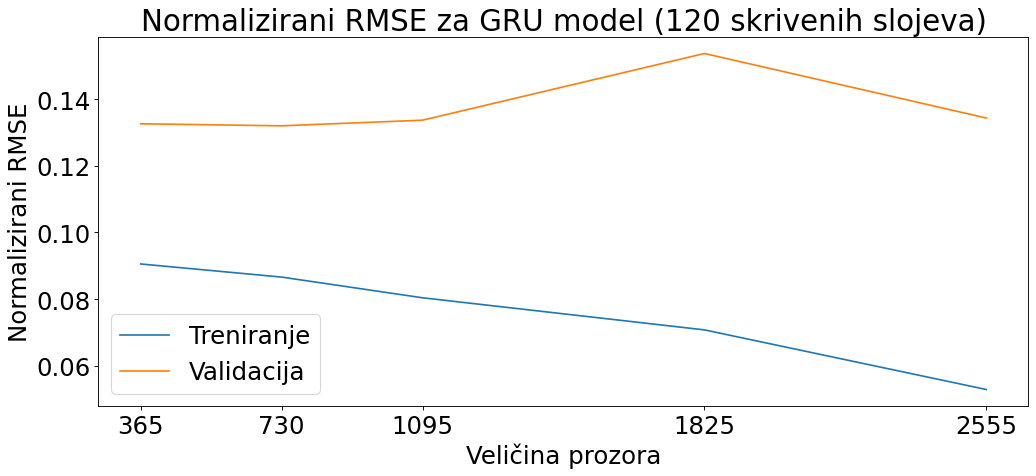 Normalizirani RMSE za GRU model (120 skrivenih slojeva)
Normalizirani RMSE
0.14
0.12
0.10
0.08
0.06
Treniranje
Validacija
365 730 1095 1825 2555
Veličina prozora